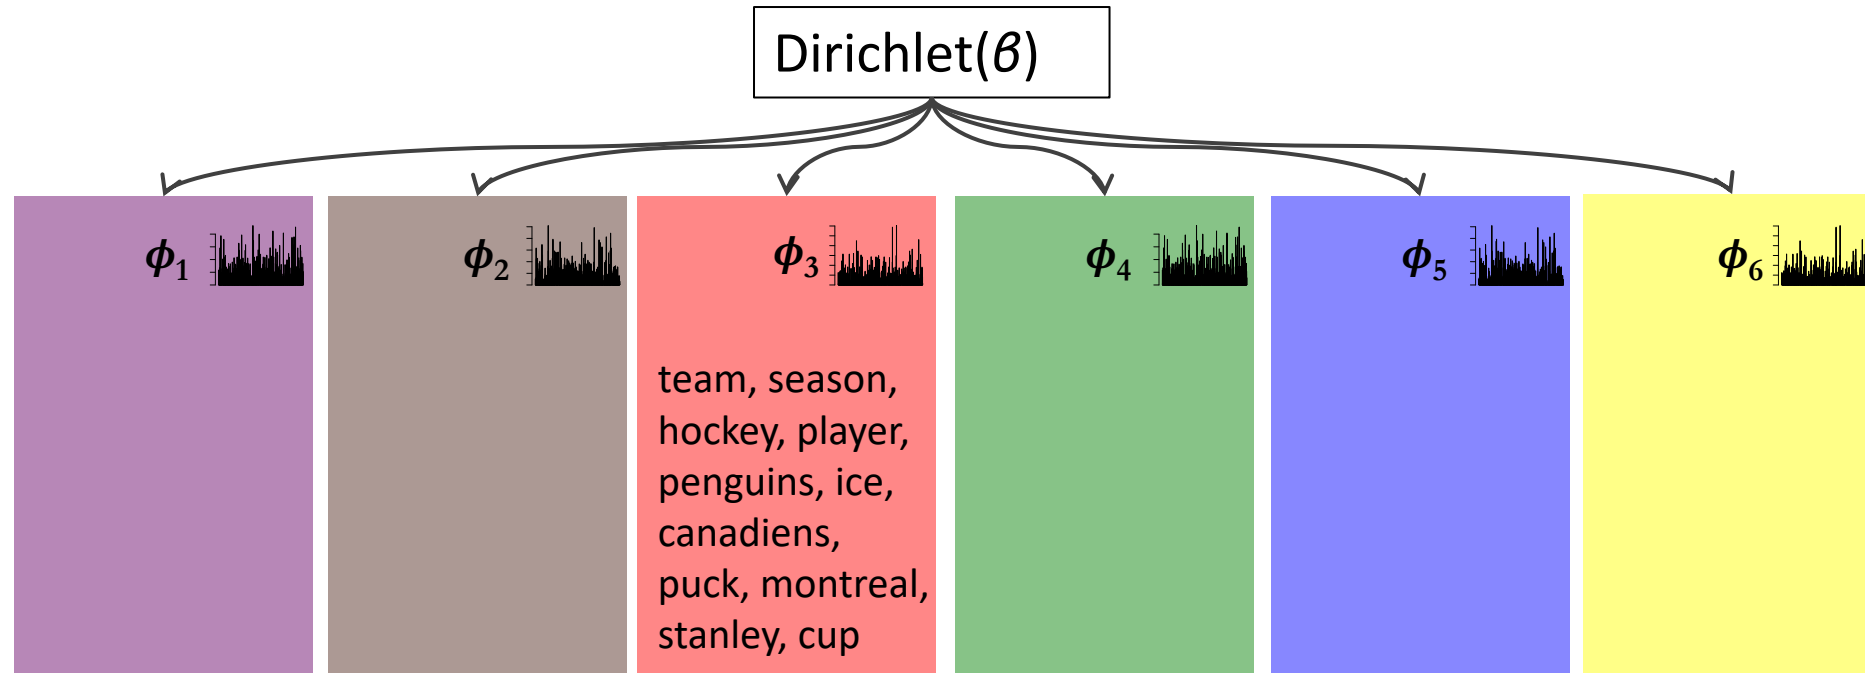 Dirichlet(β)
ϕ1
ϕ2
ϕ3
ϕ4
ϕ5
ϕ6
team, season,
hockey, player,
penguins, ice,
canadiens,
puck, montreal,
stanley, cup